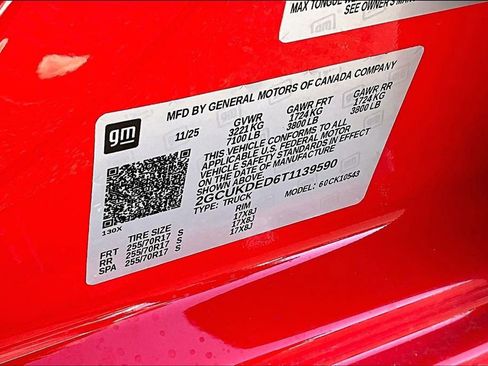 MAX TONGUE
SEE OWNER'S MAN
gm
MFD BY GENERAL MOTORS OF CANADA COMPANY
11/25 GVWR GAWR FRT GAWR RR
3221 KG 1724 KG 1724 KG
7100 LB 3800 LB 3800 LB
THIS VEHICLE CONFORMS TO ALL
APPLICABLE U.S. FEDERAL MOTOR
VEHICLE SAFETY STANDARDS IN EFFECT
ON THE DATE OF MANUFACTURE
SHOWN ABOVE.
2GCUKDED6T1139590
TYPE: TRUCK MODEL: 60CK10543
130X
TIRE SIZE RIM
FRT 255/70R17 S 17X8J
RR 255/70R17 S 17X8J
SPA 255/70R17 S 17X8J